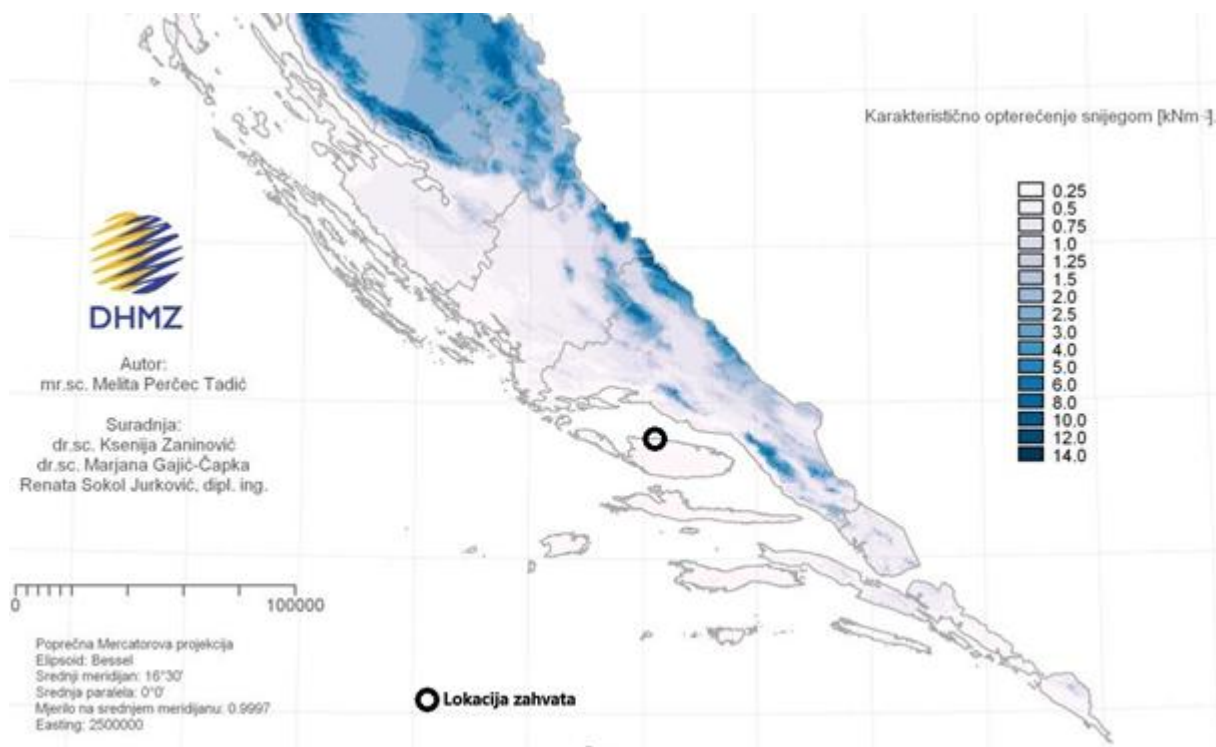 Karakteristično opterećenje snijegom [kNm⁻²].
0.25
0.5
0.75
1.0
1.25
1.5
2.0
2.5
3.0
4.0
5.0
6.0
8.0
10.0
12.0
14.0
DHMZ
Autor:
mr.sc. Melita Perčec Tadić
Suradnja:
dr.sc. Ksenija Zaninović
dr.sc. Marjana Gajić-Čapka
Renata Sokol Jurković, dipl. ing.
0 100000
Poprečna Mercatorova projekcija
Elipsoid: Bessel
Srednji meridijan: 16°30'
Srednja paralela: 0°0'
Mjerilo na srednjem meridijanu: 0.9997
Easting: 2500000
Lokacija zahvata